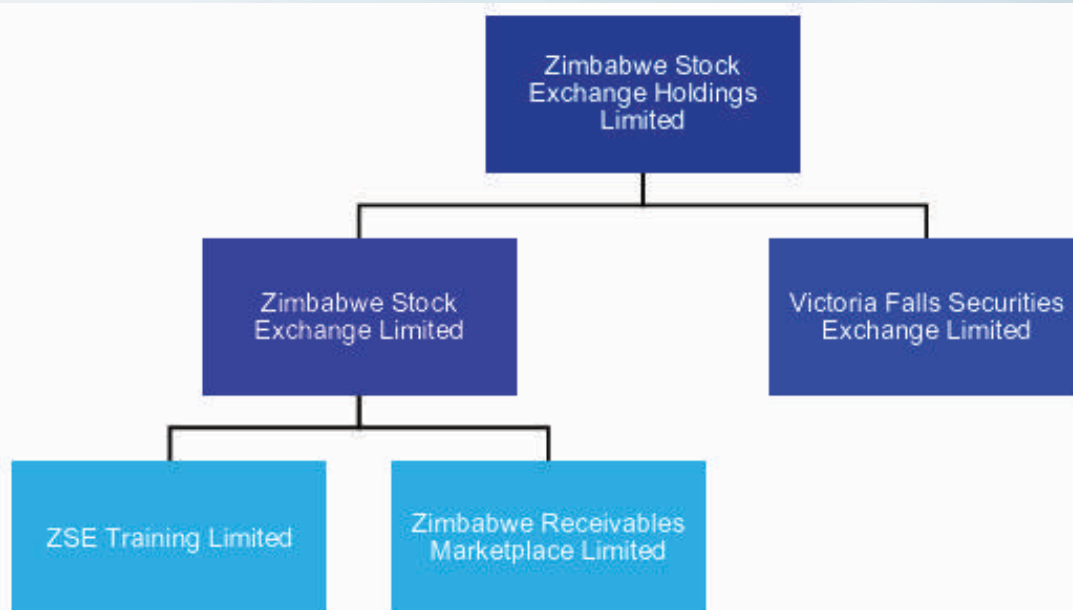 Zimbabwe Stock
Exchange Holdings
Limited
Zimbabwe Stock
Exchange Limited
Victoria Falls Securities
Exchange Limited
ZSE Training Limited
Zimbabwe Receivables
Marketplace Limited